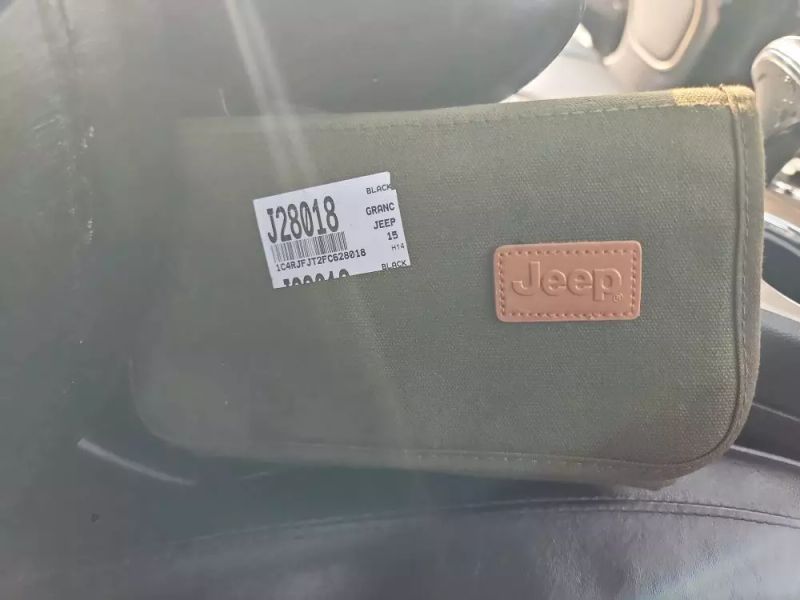 BLACK
J28018
GRANC
JEEP
15
H14
1C4RJFJT2FC628018
BLACK
Jeep